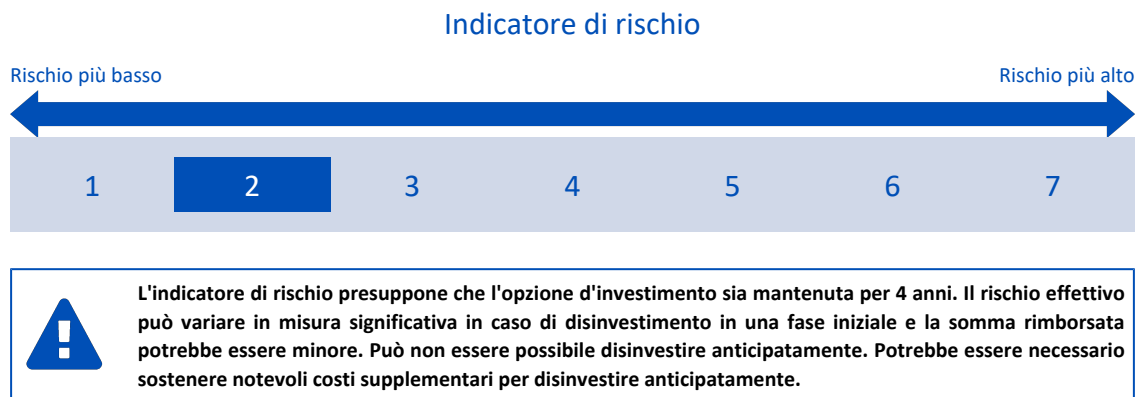 Indicatore di rischio
Rischio più basso
Rischio più alto
1 2 3 4 5 6 7
L'indicatore di rischio presuppone che l'opzione d'investimento sia mantenuta per 4 anni. Il rischio effettivo
può variare in misura significativa in caso di disinvestimento in una fase iniziale e la somma rimborsata
potrebbe essere minore. Può non essere possibile disinvestire anticipatamente. Potrebbe essere necessario
sostenere notevoli costi supplementari per disinvestire anticipatamente.